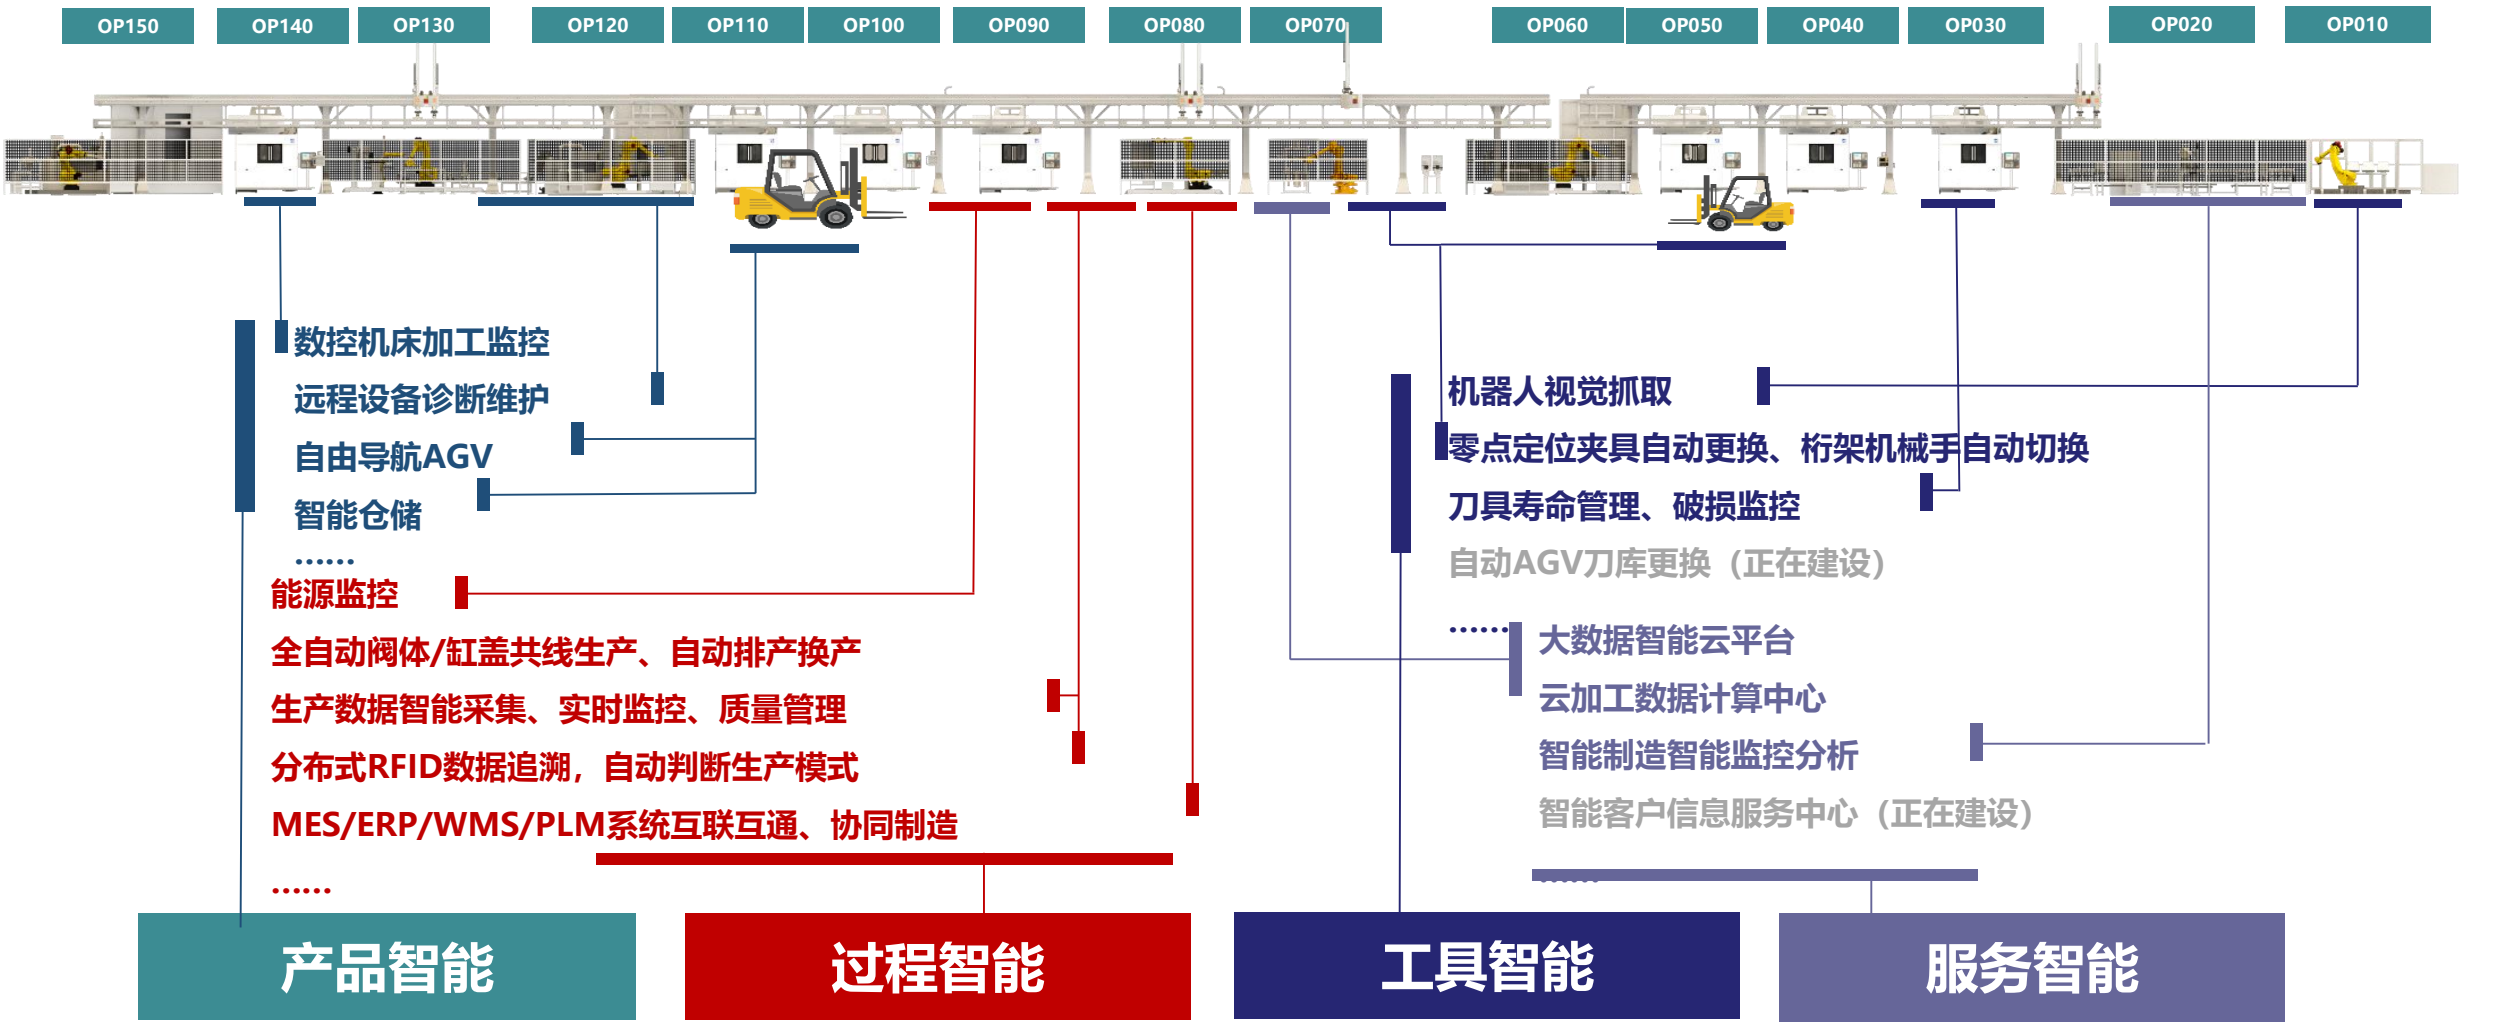 OP150
OP140
OP130
OP120
OP110
OP100
OP090
OP080
OP070
OP060
OP050
OP040
OP030
OP020
OP010
数控机床加工监控
远程设备诊断维护
自由导航AGV
智能仓储
……
能源监控
全自动阀体/缸盖共线生产、自动排产换产
生产数据智能采集、实时监控、质量管理
分布式RFID数据追溯，自动判断生产模式
MES/ERP/WMS/PLM系统互联互通、协同制造
……
机器人视觉抓取
零点定位夹具自动更换、桁架机械手自动切换
刀具寿命管理、破损监控
自动AGV刀库更换（正在建设）
……
大数据智能云平台
云加工数据计算中心
智能制造智能监控分析
智能客户信息服务中心（正在建设）
……
产品智能
过程智能
工具智能
服务智能